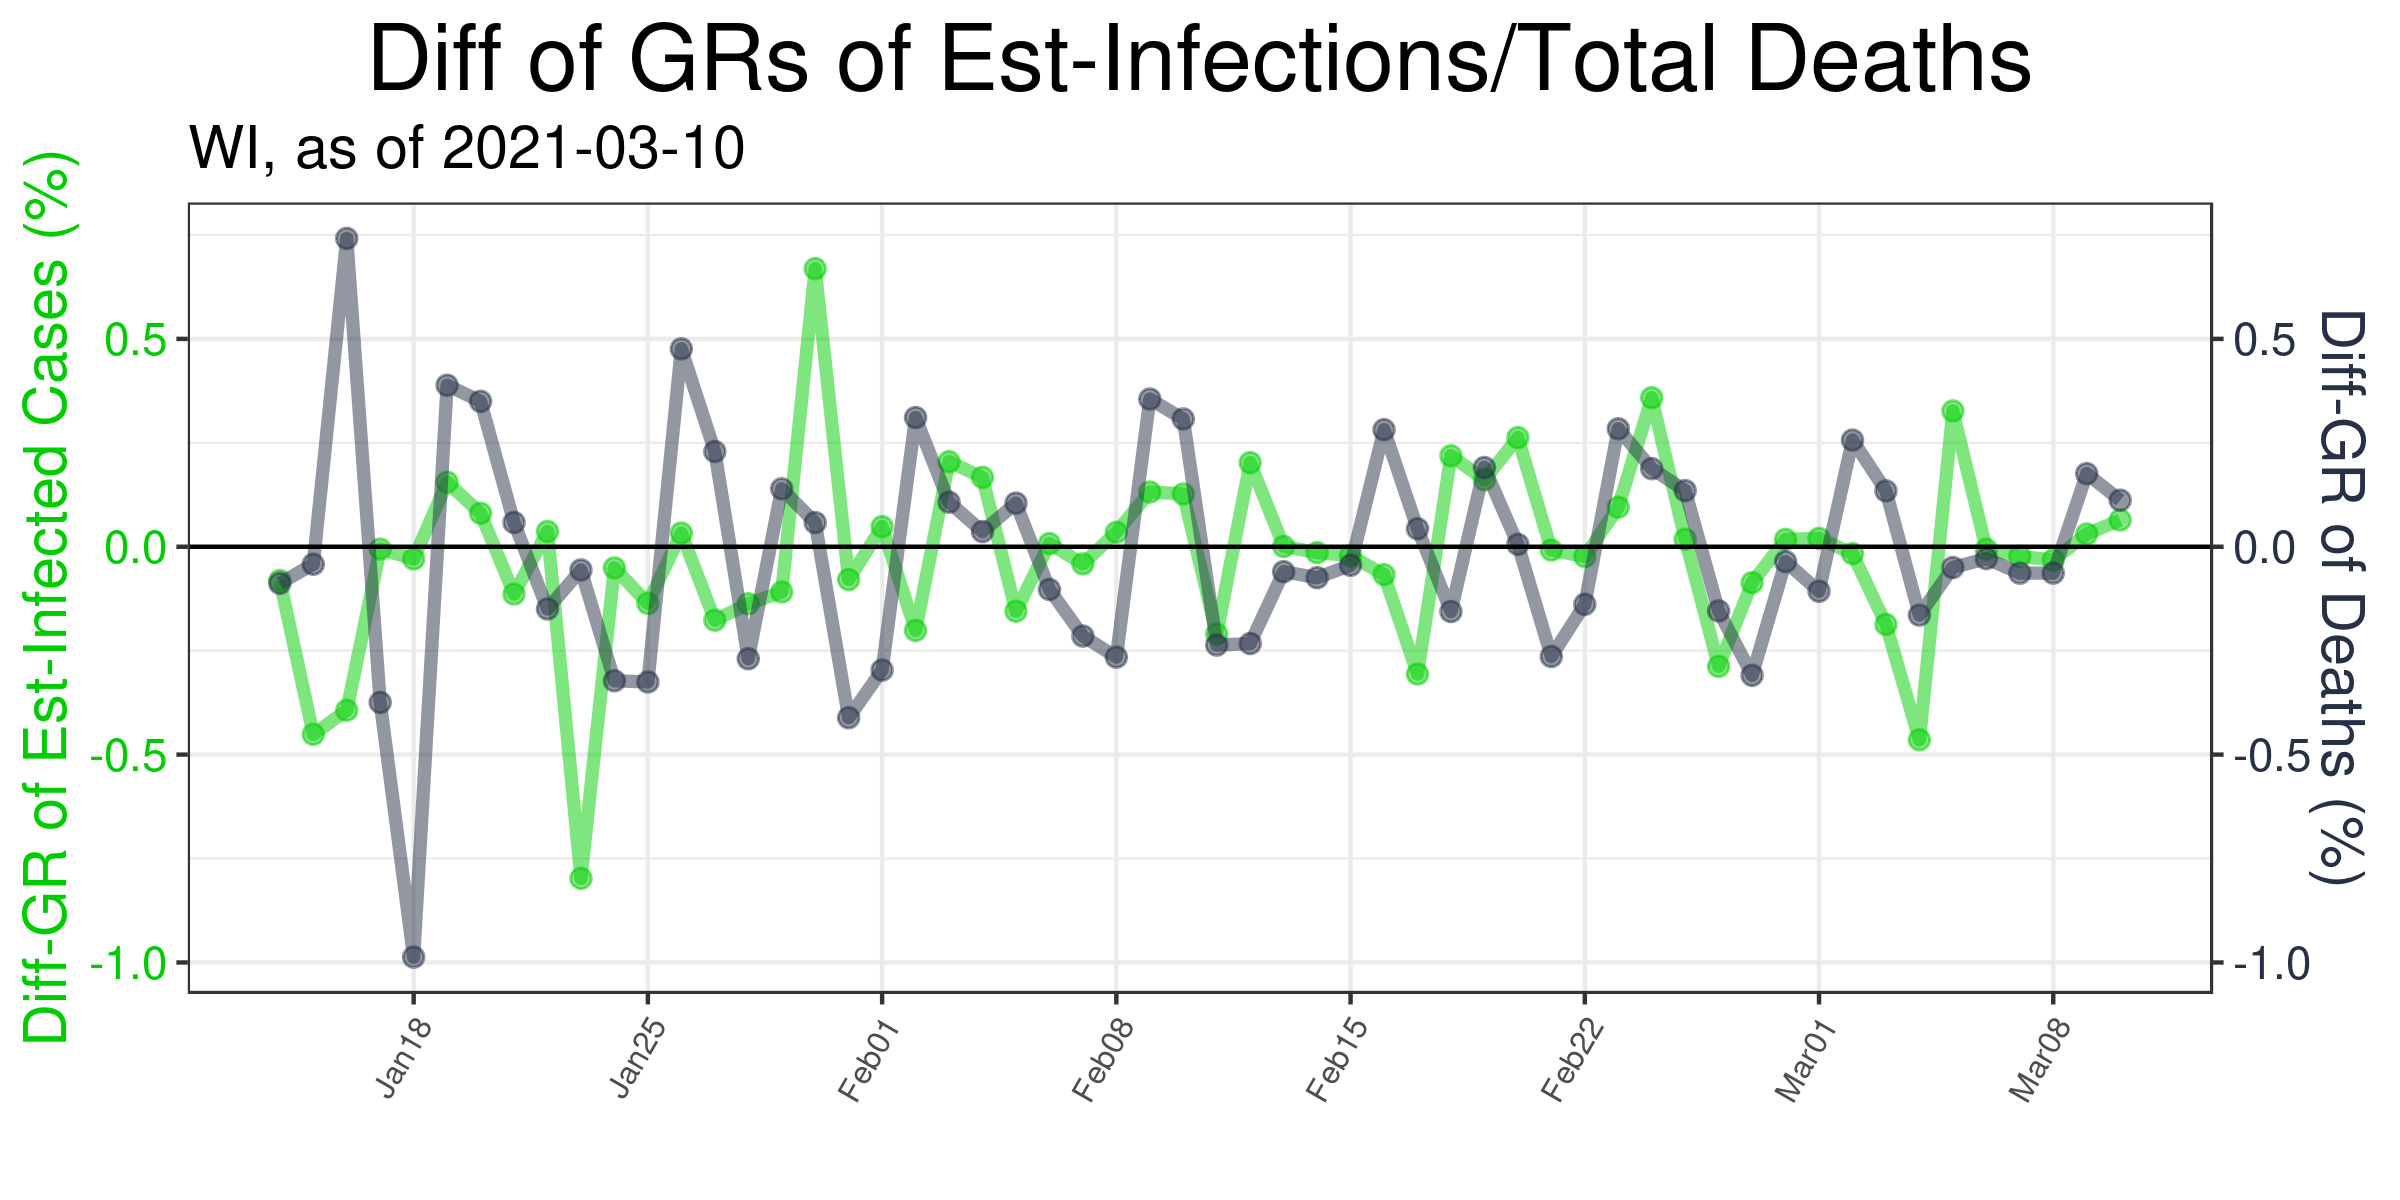 Diff of GRs of Est-Infections/Total Deaths
WI, as of 2021-03-10
Diff-GR of Est-Infected Cases (%)
0.5
0.0
-0.5
-1.0
0.5
0.0
-0.5
-1.0
Diff-GR of Deaths (%)
Jan18
Jan25
Feb01
Feb08
Feb15
Feb22
Mar01
Mar08